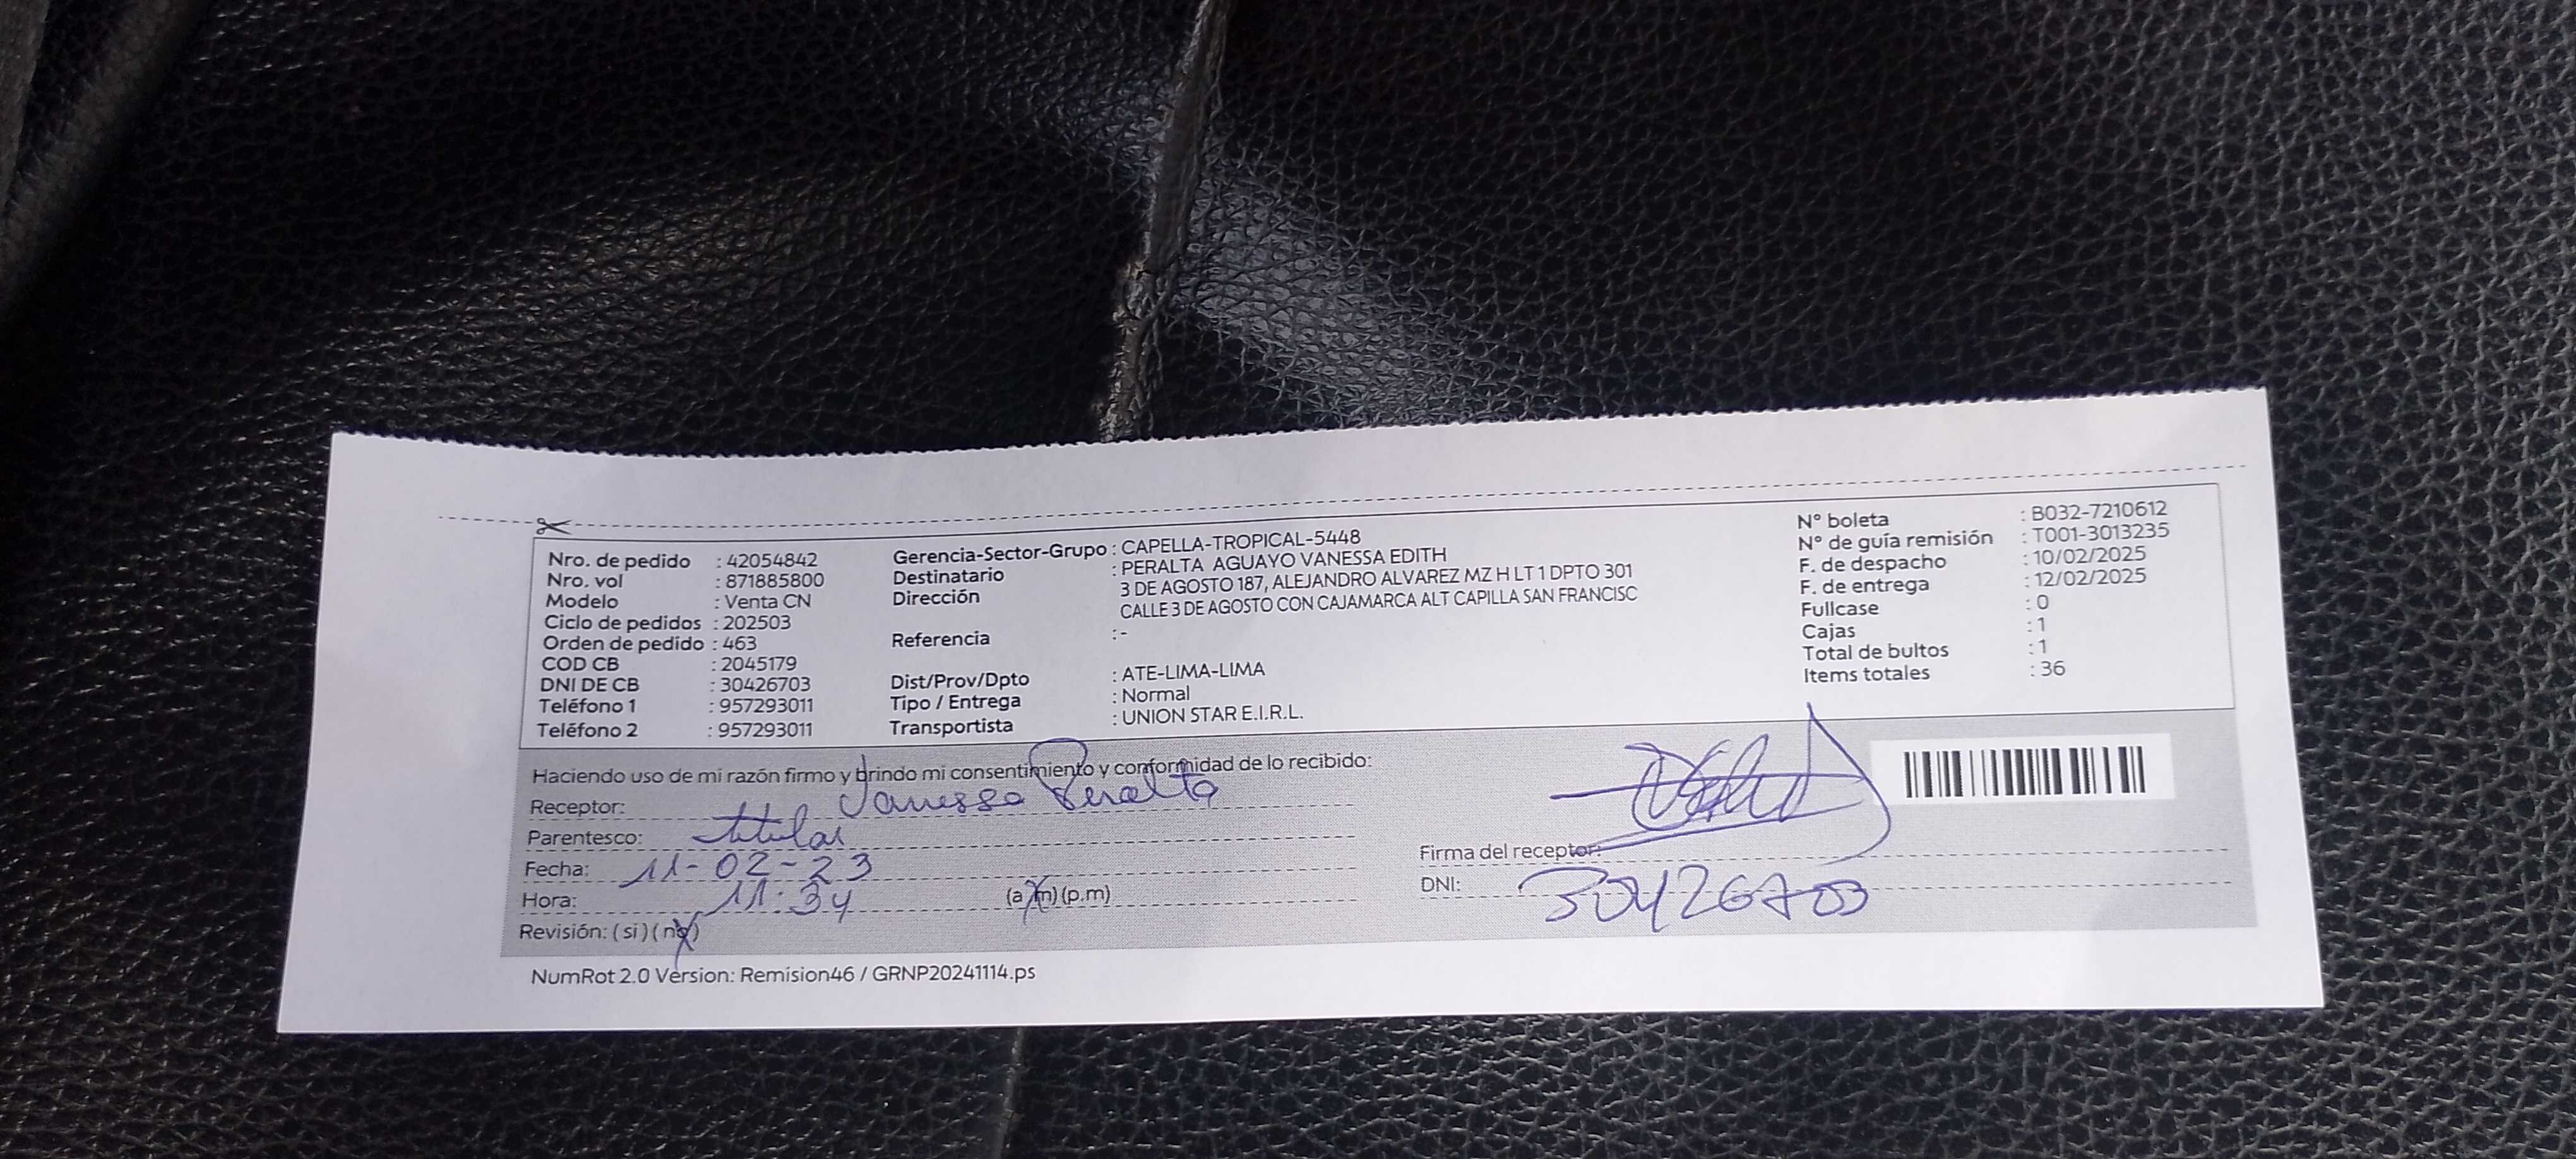 Nro. de pedido : 42054842
Nro. vol : 871885800
Modelo : Venta CN
Ciclo de pedidos : 202503
Orden de pedido : 463
COD CB : 2045179
DNI DE CB : 30426703
Teléfono 1 : 957293011
Teléfono 2 : 957293011
Gerencia-Sector-Grupo : CAPELLA-TROPICAL-5448
Destinatario : PERALTA AGUAYO VANESSA EDITH
Dirección 3 DE AGOSTO 187, ALEJANDRO ALVAREZ MZ H LT 1 DPTO 301
CALLE 3 DE AGOSTO CON CAJAMARCA ALT CAPILLA SAN FRANCISC
Referencia : -
Dist/Prov/Dpto : ATE-LIMA-LIMA
Tipo / Entrega : Normal
Transportista : UNION STAR E.I.R.L.
N° boleta : B032-7210612
N° de guía remisión : T001-3013235
F. de despacho : 10/02/2025
F. de entrega : 12/02/2025
Fullcase : 0
Cajas : 1
Total de bultos : 1
Items totales : 36
Haciendo uso de mi razón firmo y brindo mi consentimiento y conformidad de lo recibido:
Receptor: Vanessa Peralta
Parentesco: titular
Fecha: 11-02-23
Hora: 11:34 (a.m) (p.m)
Revisión: ( si ) ( no )
Firma del receptor:
DNI: 30426703
NumRot 2.0 Version: Remision46 / GRNP20241114.ps